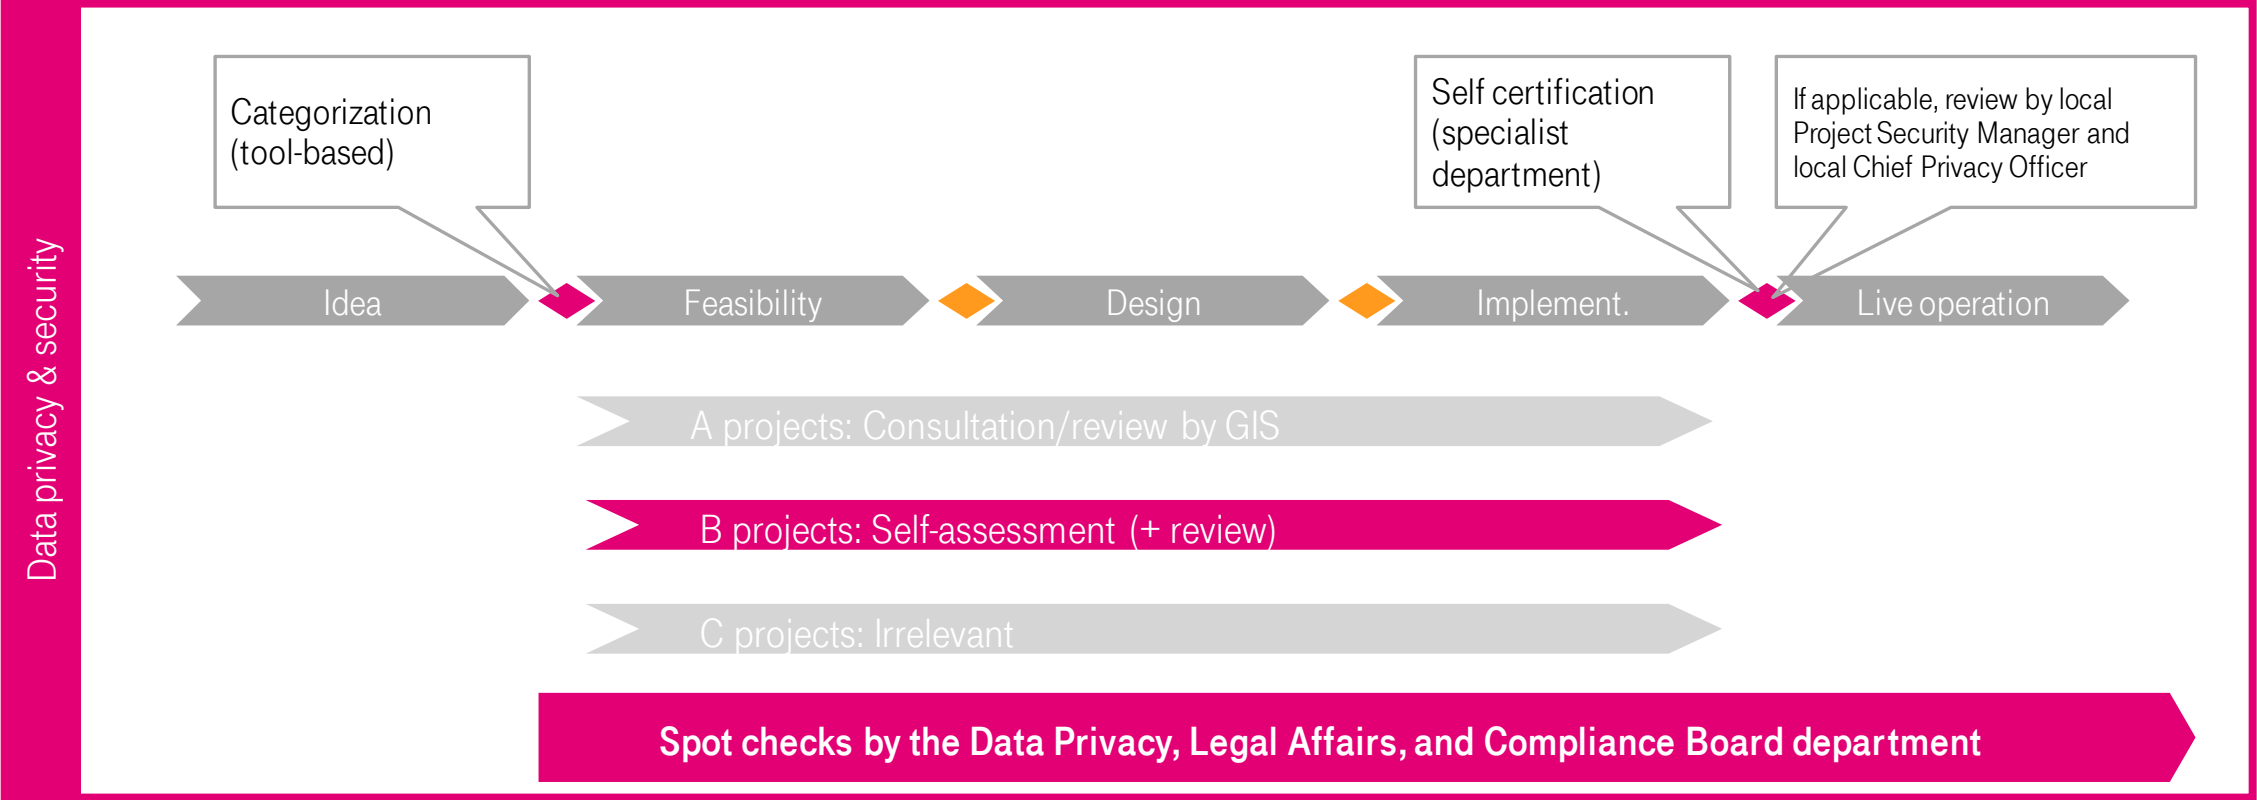 Data privacy & security
Categorization
(tool-based)
Self certification
(specialist
department)
If applicable, review by local
Project Security Manager and
local Chief Privacy Officer
Idea
Feasibility
Design
Implement.
Live operation
A projects: Consultation/review by GIS
B projects: Self-assessment (+ review)
C projects: Irrelevant
Spot checks by the Data Privacy, Legal Affairs, and Compliance Board department